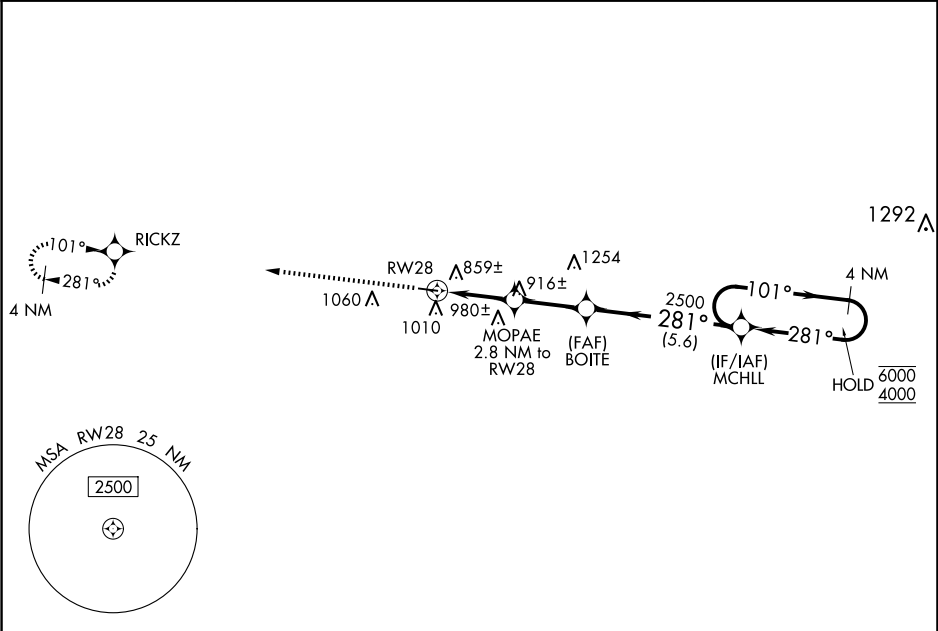 1292
101°
RICKZ
281°
4 NM
RW28
859±
1254
916±
1060
1010
980±
MOPAE
2.8 NM to
RW28
(FAF)
BOITE
2500
281°
(5.6)
101°
4 NM
281°
(IF/IAF)
MCHLL
HOLD
6000
4000
MSA RW28 25 NM
2500